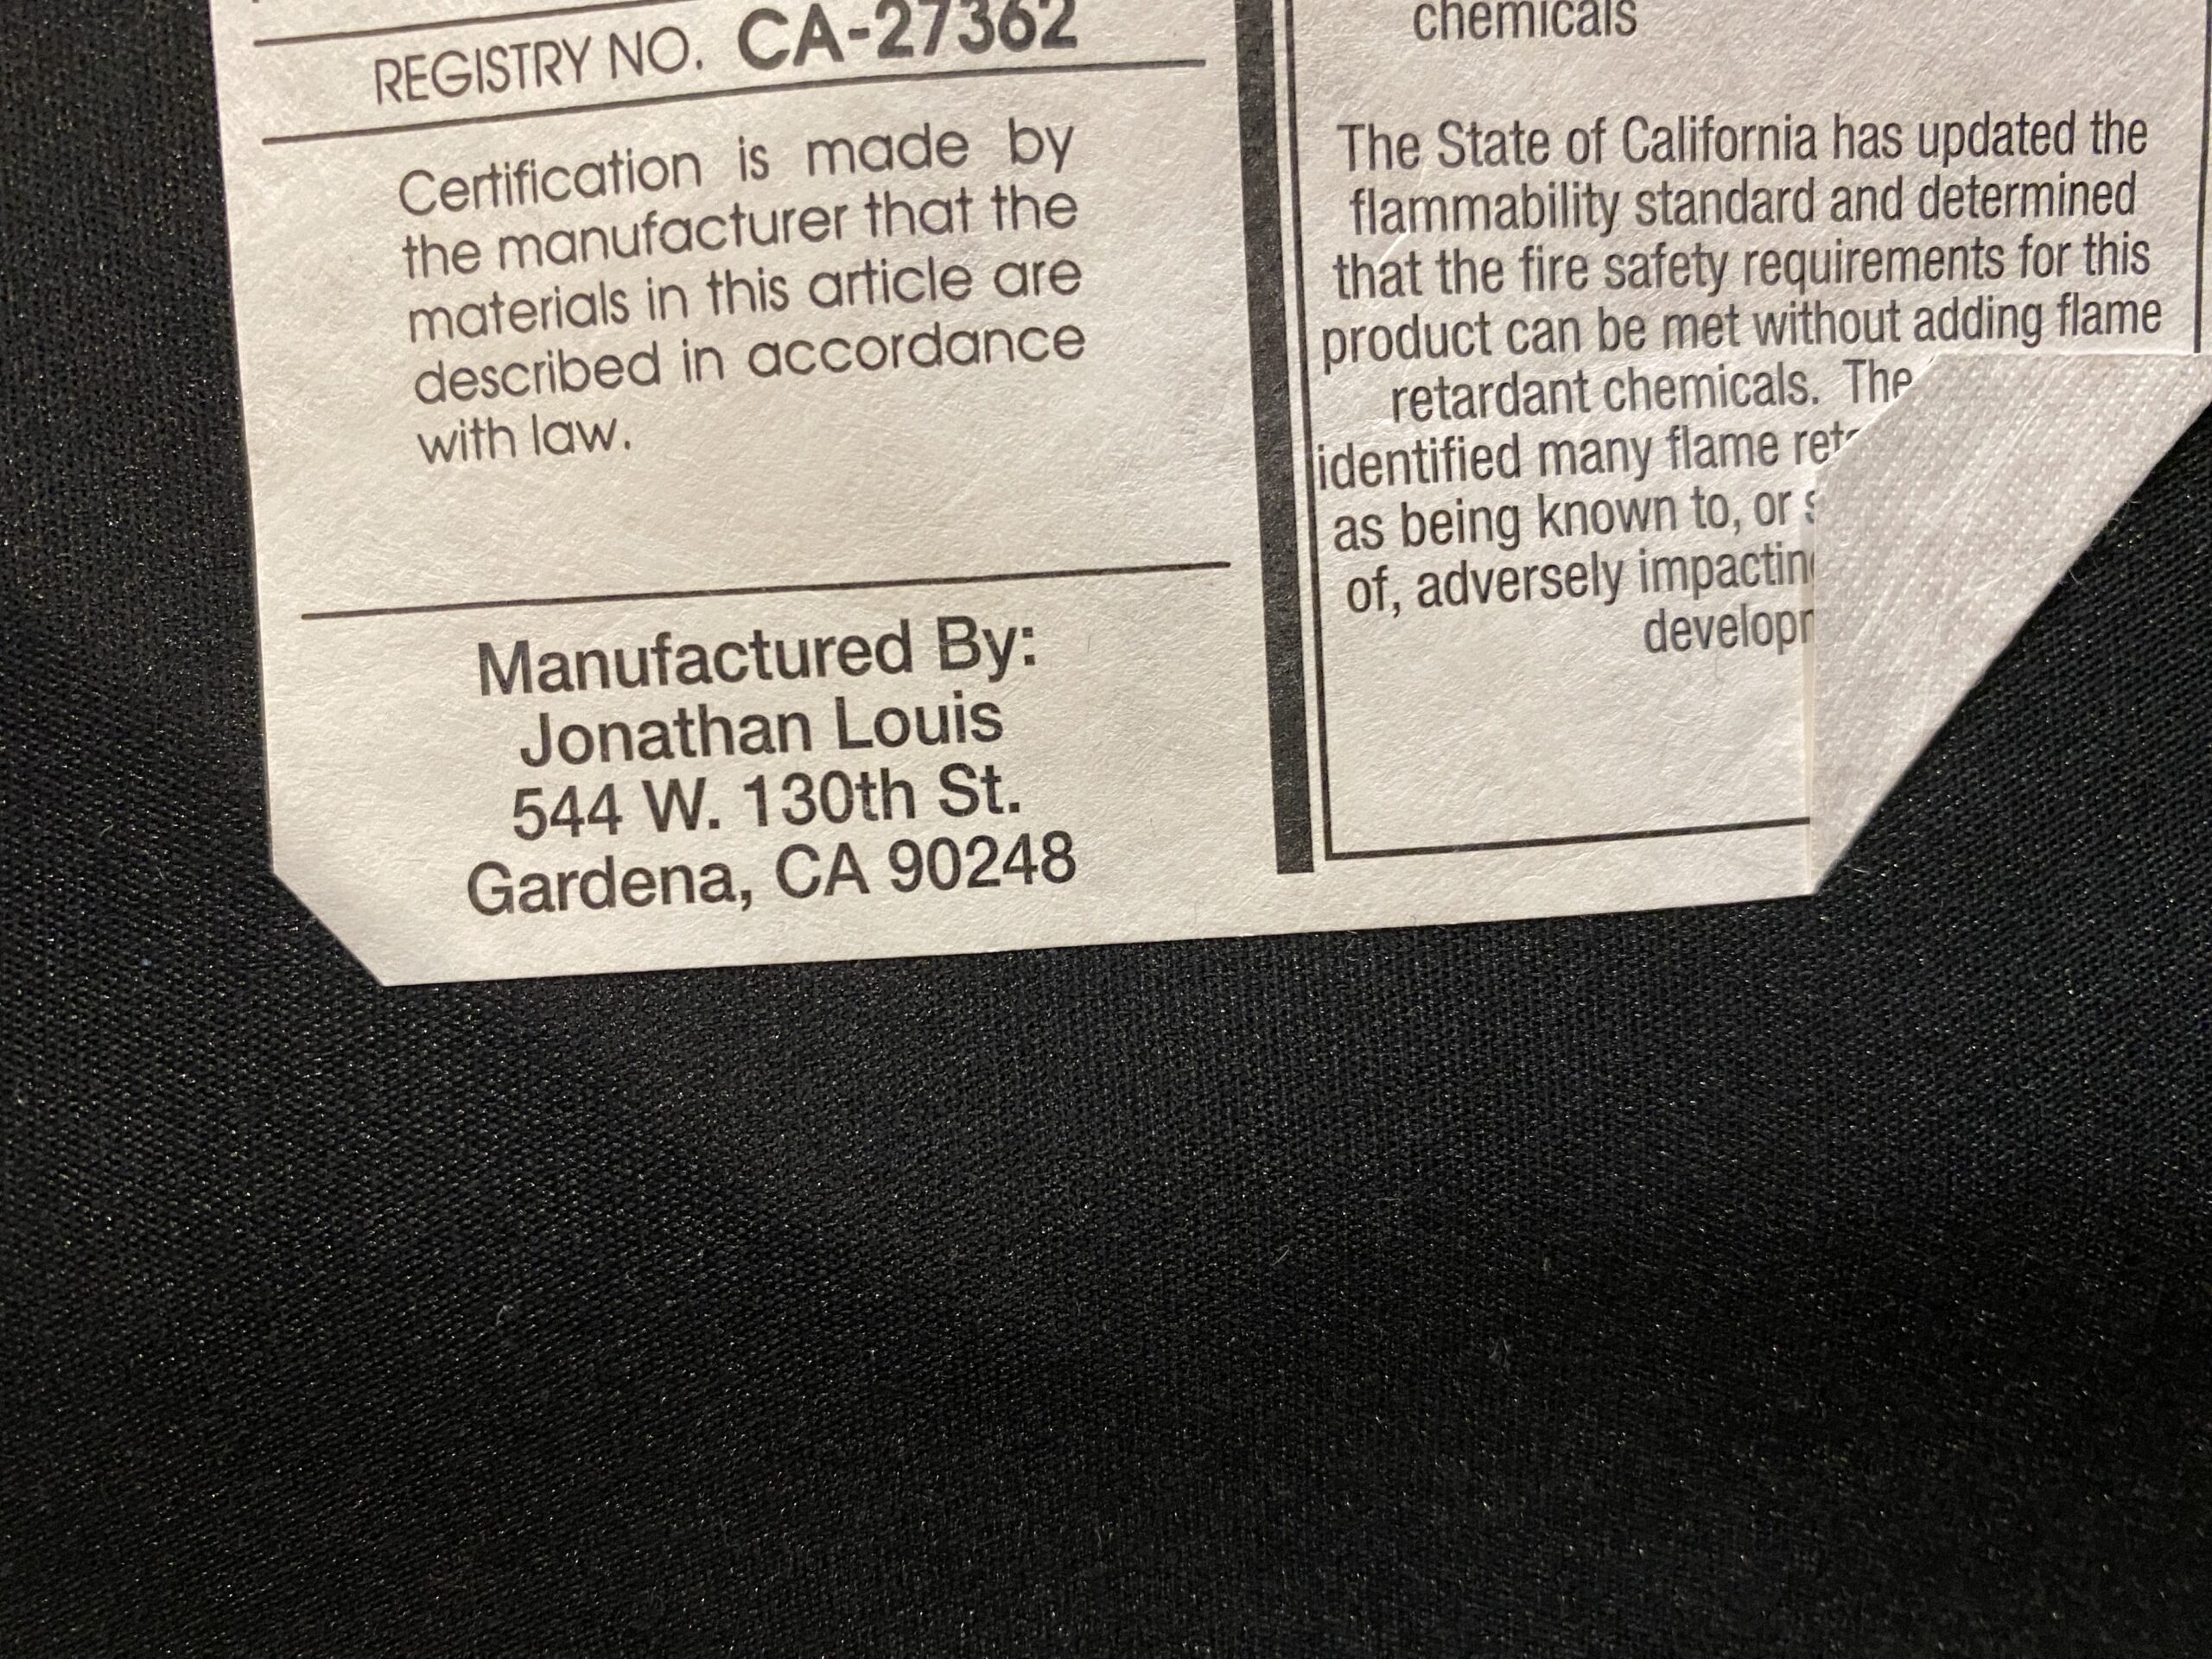 REGISTRY NO. CA-27362
Certification is made by
the manufacturer that the
materials in this article are
described in accordance
with law.
Manufactured By:
Jonathan Louis
544 W. 130th St.
Gardena, CA 90248
chemicals
The State of California has updated the
flammability standard and determined
that the fire safety requirements for this
product can be met without adding flame
retardant chemicals. The
identified many flame
as being known to, or
of, adversely